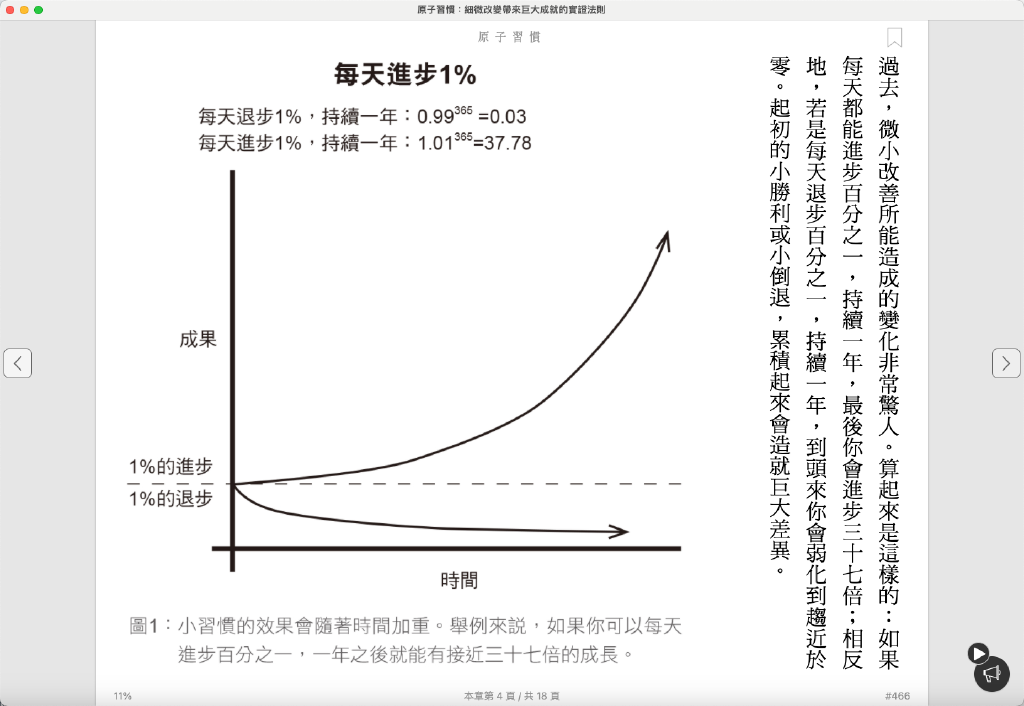 原子習慣：細微改變帶來巨大成就的實證法則
原子習慣
過去，微小改善所能造成的變化非常驚人。算起來是這樣的：如果
每天都能進步百分之一，持續一年，最後你會進步三十七倍；相反
地，若是每天退步百分之一，持續一年，到頭來你會弱化到趨近於
零。起初的小勝利或小倒退，累積起來會造就巨大差異。
每天進步1%
每天退步1%，持續一年：0.99³⁶⁵ =0.03
每天進步1%，持續一年：1.01³⁶⁵=37.78
成果
1%的進步
1%的退步
時間
圖1：小習慣的效果會隨著時間加重。舉例來說，如果你可以每天
進步百分之一，一年之後就能有接近三十七倍的成長。
11%
本章第 4 頁 / 共 18 頁
#466